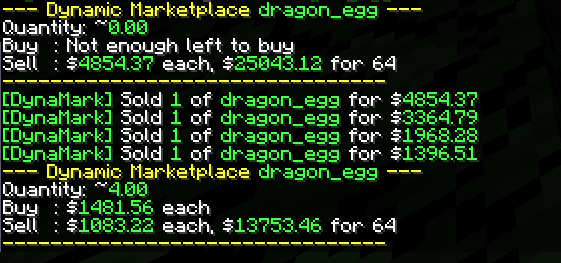 --- Dynamic Marketplace dragon_egg ---
Quantity: ~0.00
Buy : Not enough left to buy
Sell : $4854.37 each, $25043.12 for 64
--------------------------------
[DynaMark] Sold 1 of dragon_egg for $4854.37
[DynaMark] Sold 1 of dragon_egg for $3364.79
[DynaMark] Sold 1 of dragon_egg for $1968.28
[DynaMark] Sold 1 of dragon_egg for $1396.51
--- Dynamic Marketplace dragon_egg ---
Quantity: ~4.00
Buy : $1481.56 each
Sell : $1083.22 each, $13753.46 for 64
--------------------------------